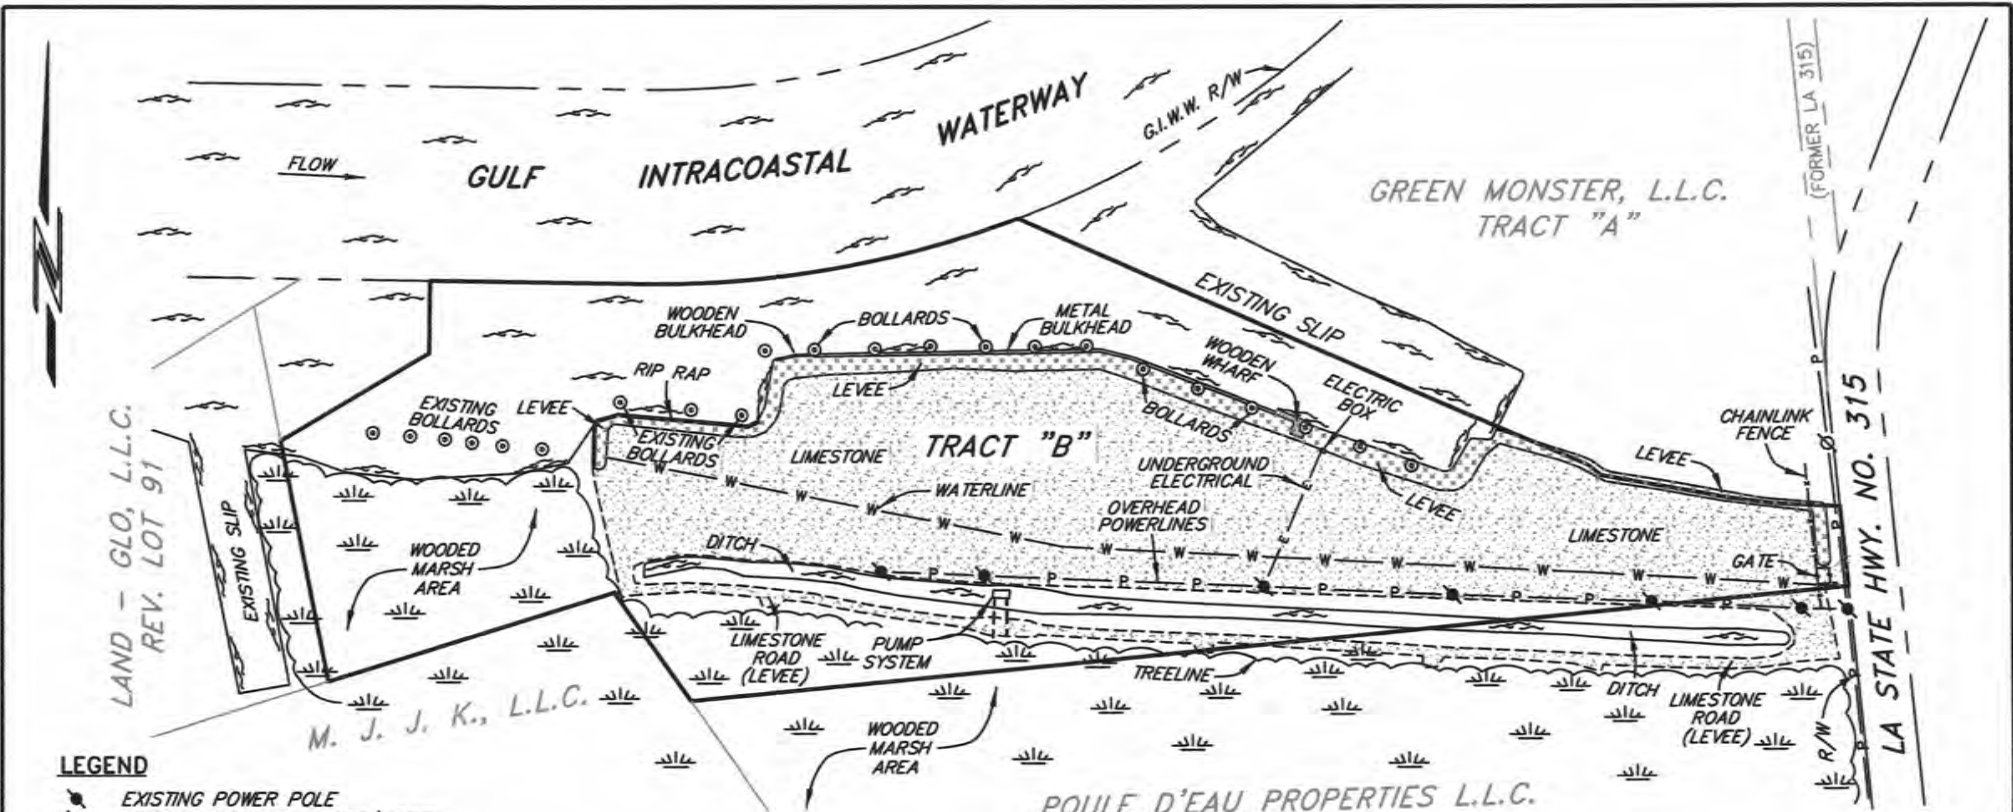 (FORMER LA 315)
WATERWAY
G.I.W.W. R/W
FLOW
GULF
INTRACOASTAL
GREEN MONSTER, L.L.C.
TRACT "A"
N
EXISTING SLIP
WOODEN
BULKHEAD
BOLLARDS
METAL
BULKHEAD
WOODEN
WHARF
RIP RAP
LEVEE
ELECTRIC
BOX
EXISTING
BOLLARDS
LEVEE
EXISTING
BOLLARDS
BOLLARDS
CHAINLINK
FENCE
LAND - GLO, L.L.C.
REV. LOT 91
LIMESTONE
TRACT "B"
UNDERGROUND
ELECTRICAL
LEVEE
LEVEE
WATERLINE
OVERHEAD
POWERLINES
LIMESTONE
LA STATE HWY. NO. 315
EXISTING SLIP
WOODED
MARSH
AREA
DITCH
GATE
W W W W W W W W W W W W W W W
E E
P P P P P P P P P P
LIMESTONE
ROAD
(LEVEE)
PUMP
SYSTEM
TREELINE
DITCH
LIMESTONE
ROAD
(LEVEE)
R/W
M. J. J. K., L.L.C.
WOODED
MARSH
AREA
LEGEND
EXISTING POWER POLE
POULE D'EAU PROPERTIES L.L.C.